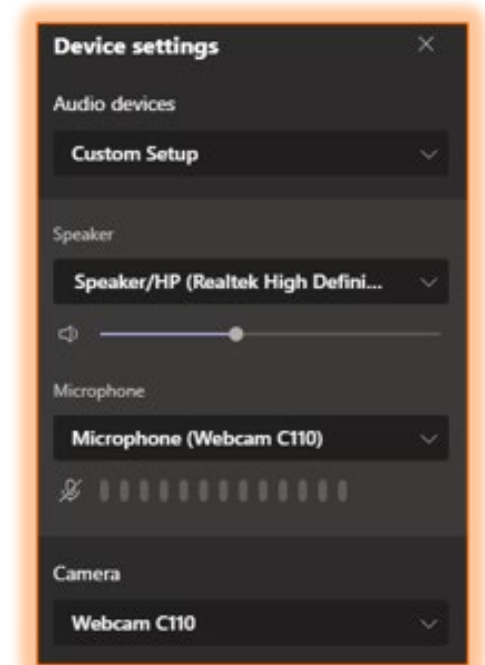 Device settings
Audio devices
Custom Setup
Speaker
Speaker/HP (Realtek High Defini...
Microphone
Microphone (Webcam C110)
Camera
Webcam C110